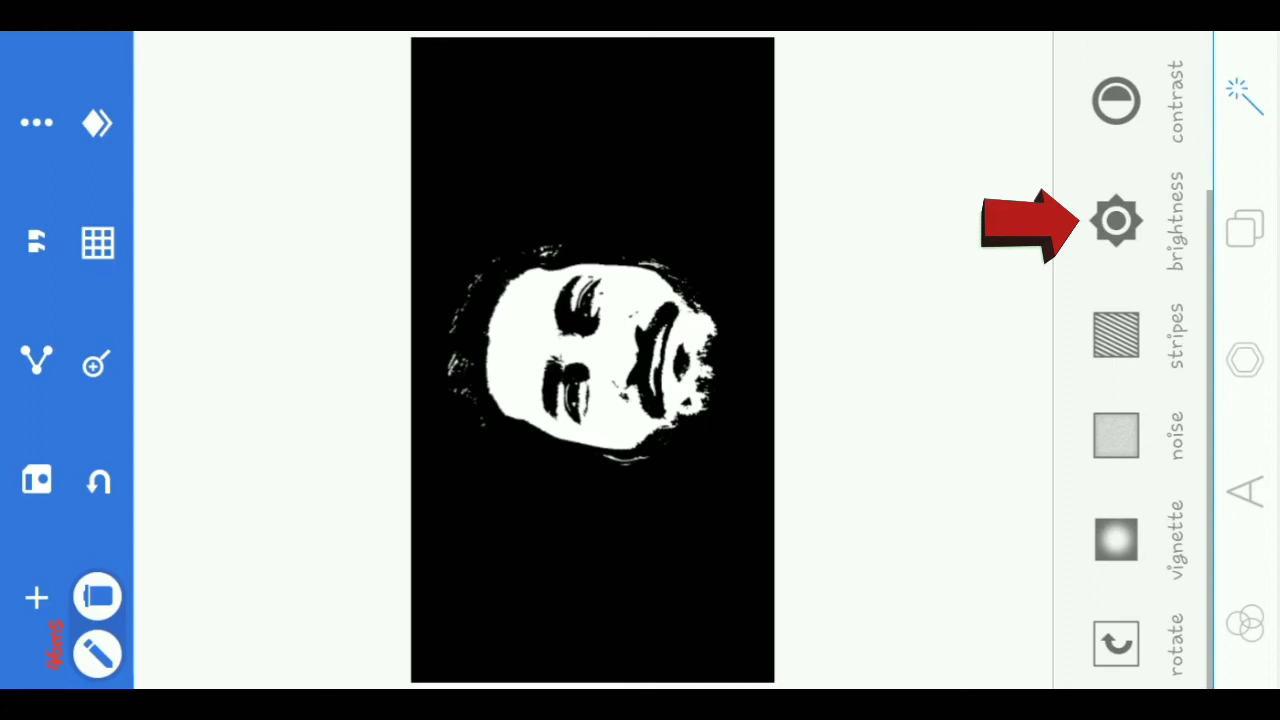 rotate
vignette
noise
stripes
brightness
contrast